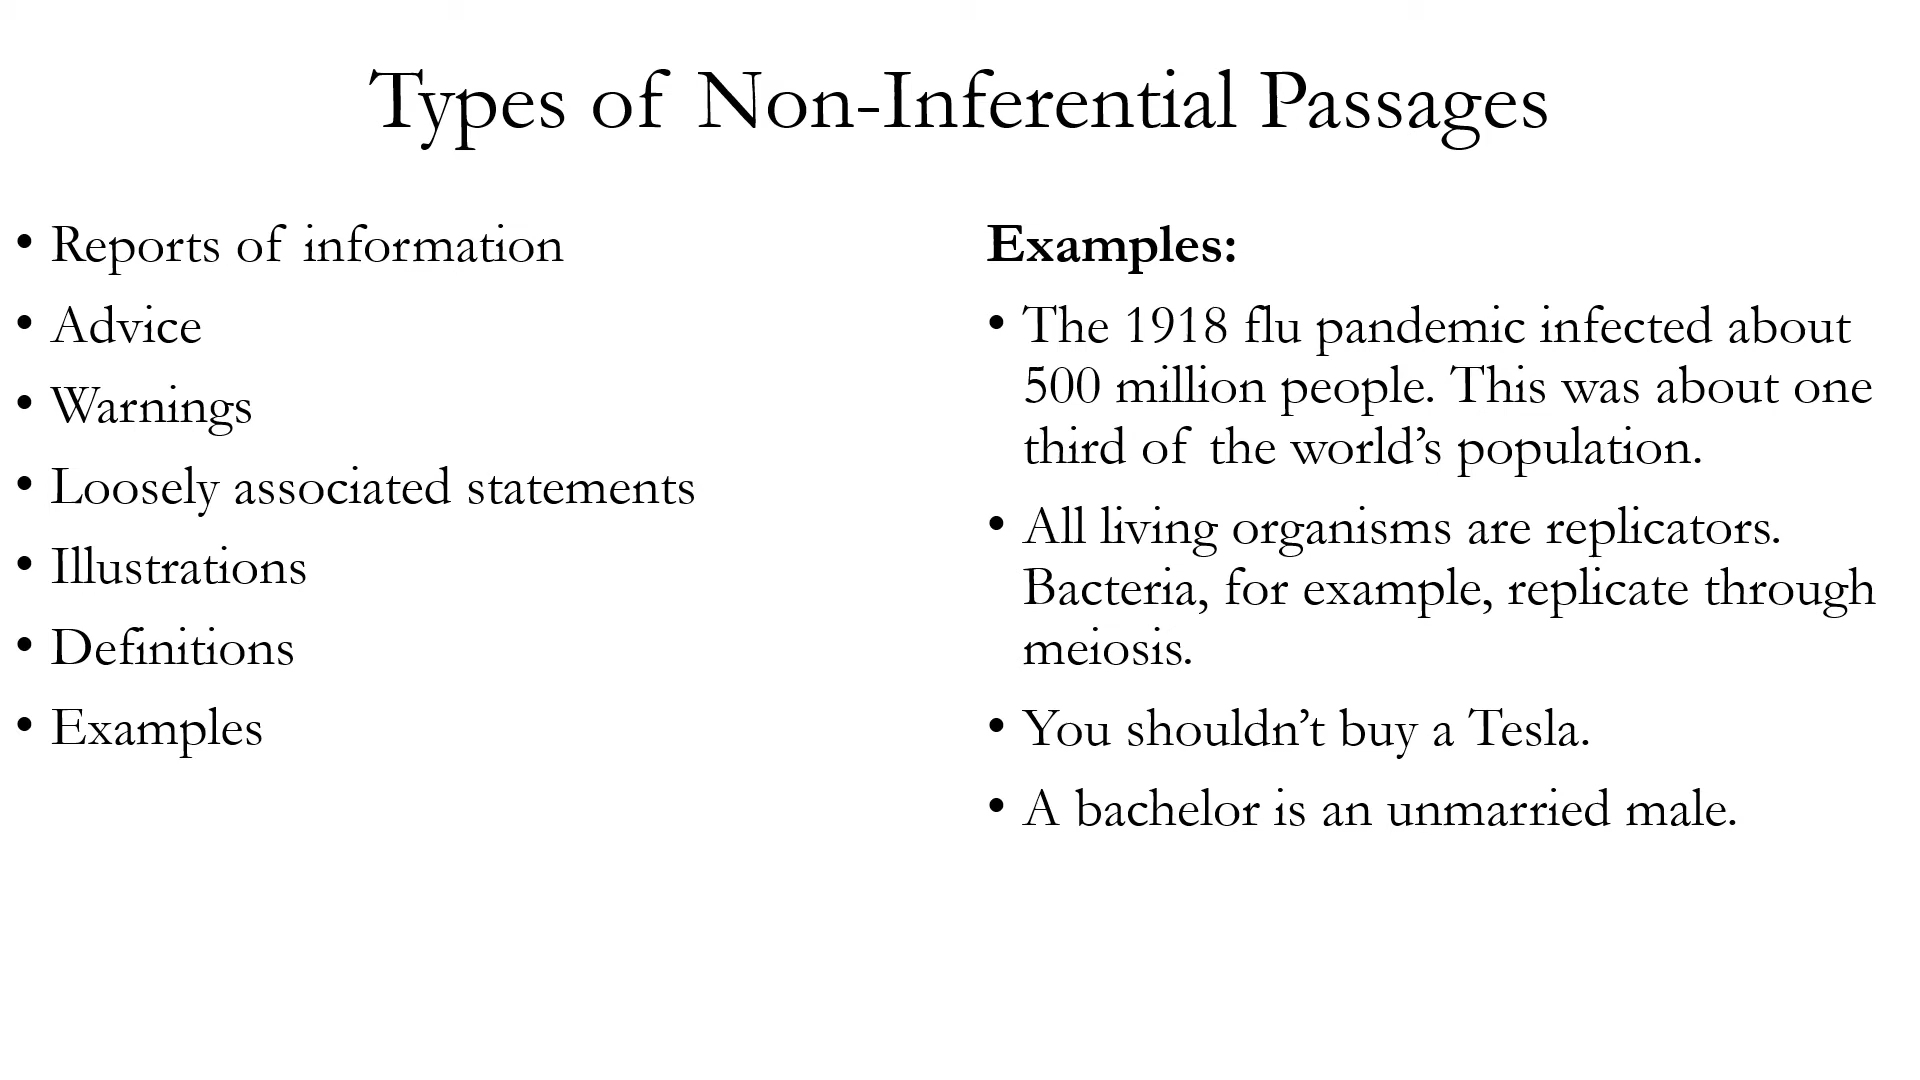 Types of Non-Inferential Passages
• Reports of information
• Advice
• Warnings
• Loosely associated statements
• Illustrations
• Definitions
• Examples
Examples:
• The 1918 flu pandemic infected about
500 million people. This was about one
third of the world’s population.
• All living organisms are replicators.
Bacteria, for example, replicate through
meiosis.
• You shouldn’t buy a Tesla.
• A bachelor is an unmarried male.